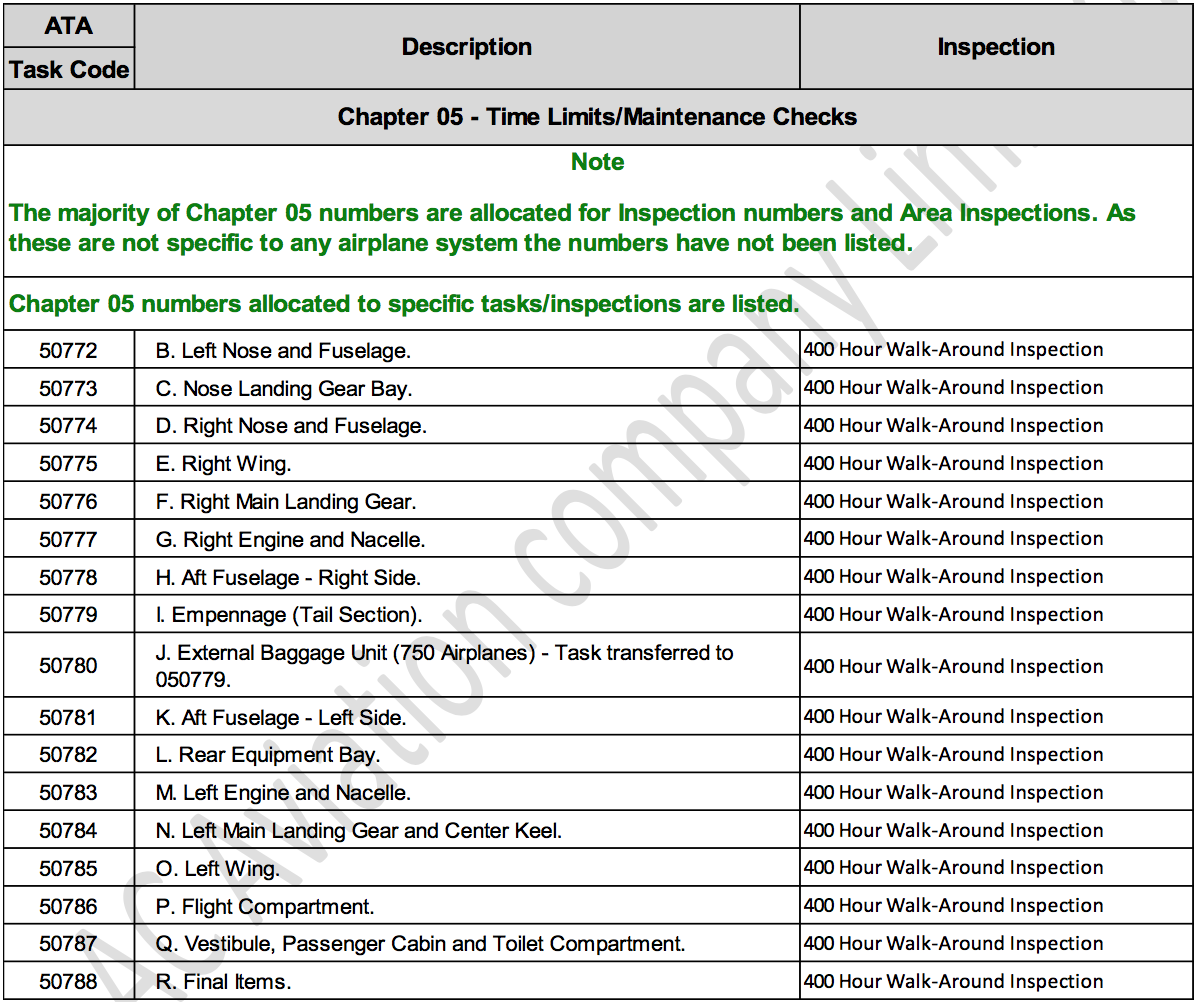 ATA
Task Code
Description
Inspection
Chapter 05 - Time Limits/Maintenance Checks
Note
The majority of Chapter 05 numbers are allocated for Inspection numbers and Area Inspections. As
these are not specific to any airplane system the numbers have not been listed.
Chapter 05 numbers allocated to specific tasks/inspections are listed.
50772 B. Left Nose and Fuselage. 400 Hour Walk-Around Inspection
50773 C. Nose Landing Gear Bay. 400 Hour Walk-Around Inspection
50774 D. Right Nose and Fuselage. 400 Hour Walk-Around Inspection
50775 E. Right Wing. 400 Hour Walk-Around Inspection
50776 F. Right Main Landing Gear. 400 Hour Walk-Around Inspection
50777 G. Right Engine and Nacelle. 400 Hour Walk-Around Inspection
50778 H. Aft Fuselage - Right Side. 400 Hour Walk-Around Inspection
50779 I. Empennage (Tail Section). 400 Hour Walk-Around Inspection
50780 J. External Baggage Unit (750 Airplanes) - Task transferred to
050779. 400 Hour Walk-Around Inspection
50781 K. Aft Fuselage - Left Side. 400 Hour Walk-Around Inspection
50782 L. Rear Equipment Bay. 400 Hour Walk-Around Inspection
50783 M. Left Engine and Nacelle. 400 Hour Walk-Around Inspection
50784 N. Left Main Landing Gear and Center Keel. 400 Hour Walk-Around Inspection
50785 O. Left Wing. 400 Hour Walk-Around Inspection
50786 P. Flight Compartment. 400 Hour Walk-Around Inspection
50787 Q. Vestibule, Passenger Cabin and Toilet Compartment. 400 Hour Walk-Around Inspection
50788 R. Final Items. 400 Hour Walk-Around Inspection
4C Aviation company